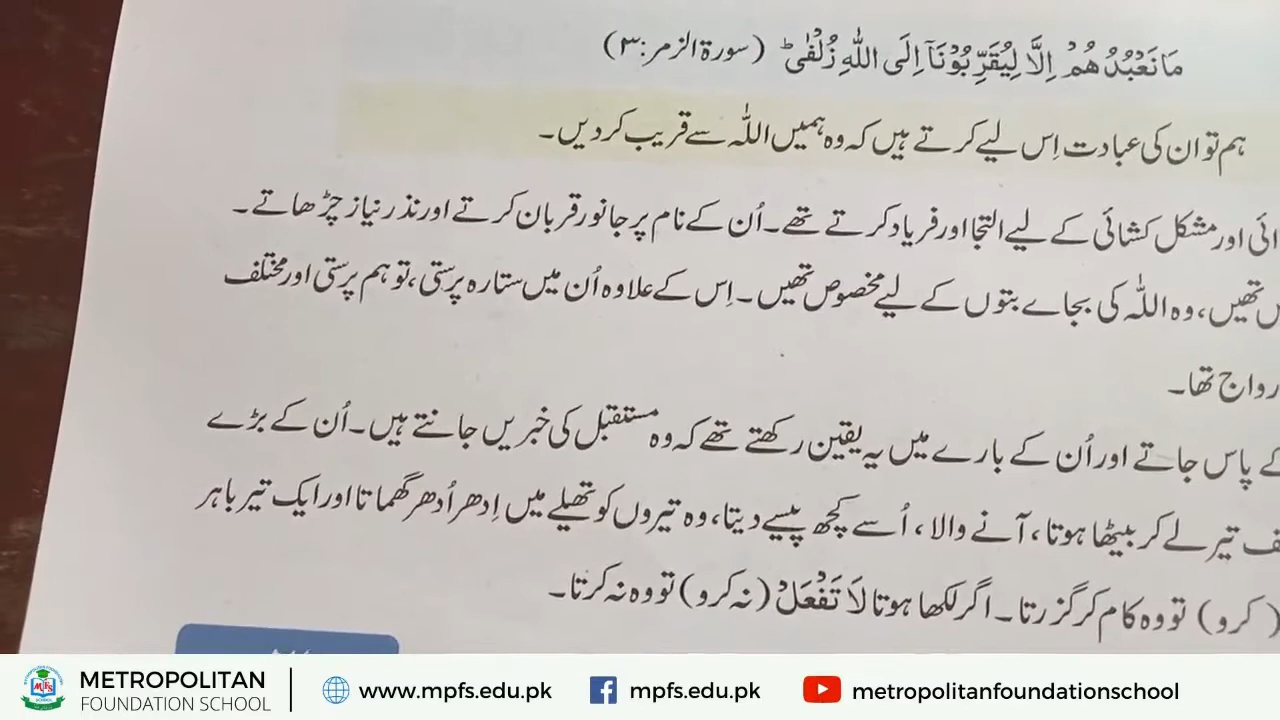 مَا نَعْبُدُهُمْ اِلَّا لِيُقَرِّبُوْنَآ اِلَى اللّٰهِ زُلْفٰى ؕ (سورۃ الزمر:۳)
ہم تو ان کی عبادت اِس لیے کرتے ہیں کہ وہ ہمیں اللہ سے قریب کر دیں۔
اور مشکل کشائی کے لیے التجا اور فریاد کرتے تھے۔ اُن کے نام پر جانور قربان کرتے اور نذر نیاز چڑھاتے۔
تھیں، وہ اللہ کی بجاے بتوں کے لیے مخصوص تھیں۔ اِس کے علاوہ اُن میں ستارہ پرستی، توہم پرستی اور مختلف
رواج تھا۔
کے پاس جاتے اور اُن کے بارے میں یہ یقین رکھتے تھے کہ وہ مستقبل کی خبریں جانتے ہیں۔ اُن کے بڑے
تیر لے کر بیٹھا ہوتا، آنے والا، اُسے کچھ پیسے دیتا، وہ تیروں کو تھیلے میں اِدھر اُدھر گھماتا اور ایک تیر باہر
(کرو) تو وہ کام کر گزرتا۔ اگر لکھا ہوتا لَا تَفْعَلْ (نہ کرو) تو وہ نہ کرتا۔
METROPOLITAN
FOUNDATION SCHOOL
www.mpfs.edu.pk
mpfs.edu.pk
metropolitanfoundationschool